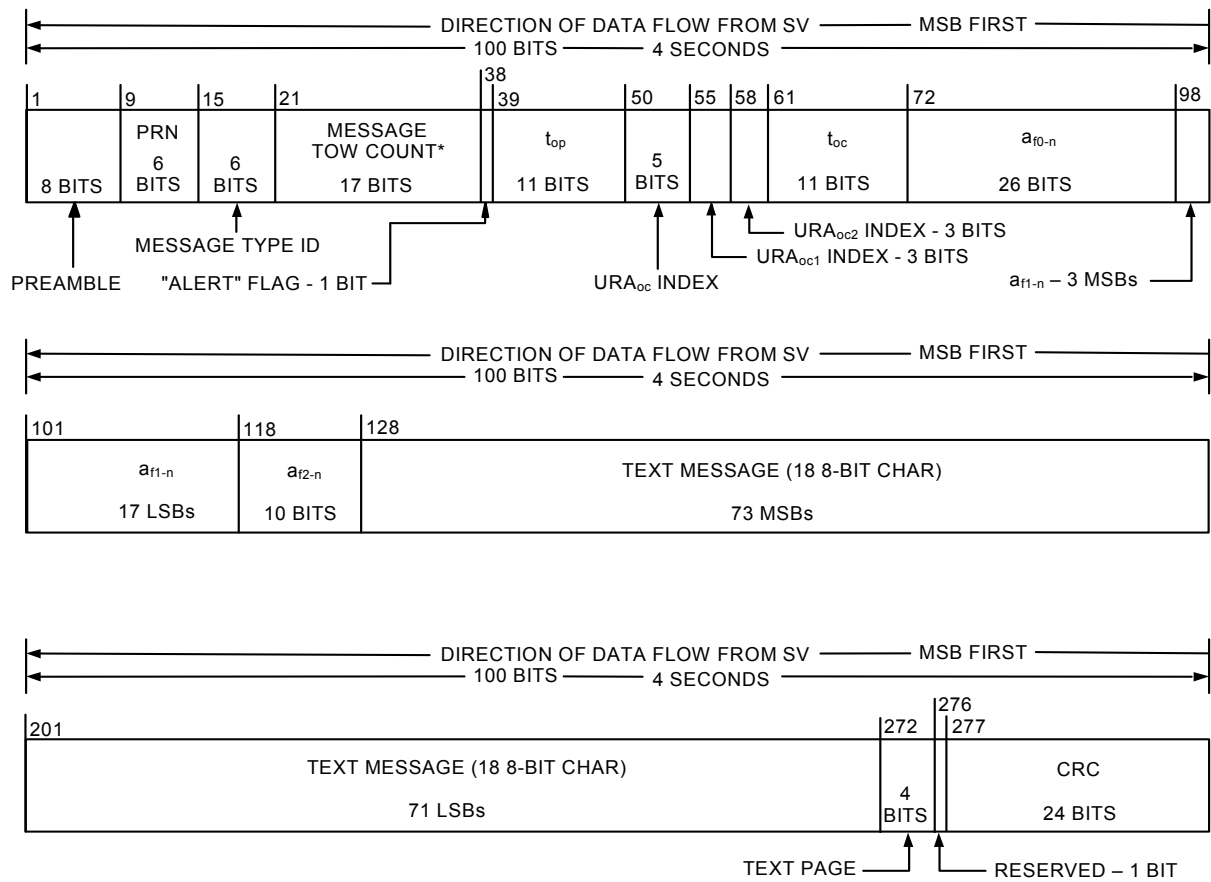 DIRECTION OF DATA FLOW FROM SV MSB FIRST
100 BITS 4 SECONDS
1 9 15 21 38 39 50 55 58 61 72 98
8 BITS
PRN
6
BITS
6
BITS
MESSAGE
TOW COUNT*
17 BITS
top
11 BITS
5
BITS
toc
11 BITS
af0-n
26 BITS
MESSAGE TYPE ID
PREAMBLE
"ALERT" FLAG - 1 BIT
URAoc INDEX
URAoc2 INDEX - 3 BITS
URAoc1 INDEX - 3 BITS
af1-n – 3 MSBs
DIRECTION OF DATA FLOW FROM SV MSB FIRST
100 BITS 4 SECONDS
101 118 128
af1-n
17 LSBs
af2-n
10 BITS
TEXT MESSAGE (18 8-BIT CHAR)
73 MSBs
DIRECTION OF DATA FLOW FROM SV MSB FIRST
100 BITS 4 SECONDS
201 272 276 277
TEXT MESSAGE (18 8-BIT CHAR)
71 LSBs
4
BITS
CRC
24 BITS
TEXT PAGE
RESERVED – 1 BIT